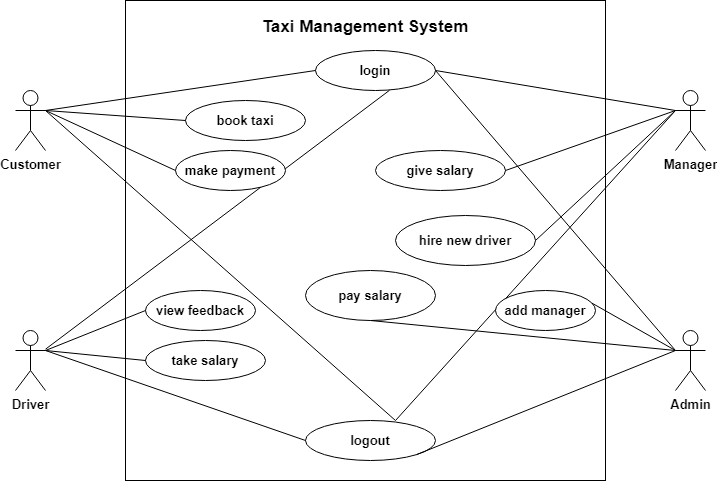 Taxi Management System
login
book taxi
Customer
Manager
make payment
give salary
hire new driver
pay salary
view feedback
add manager
take salary
Driver
Admin
logout